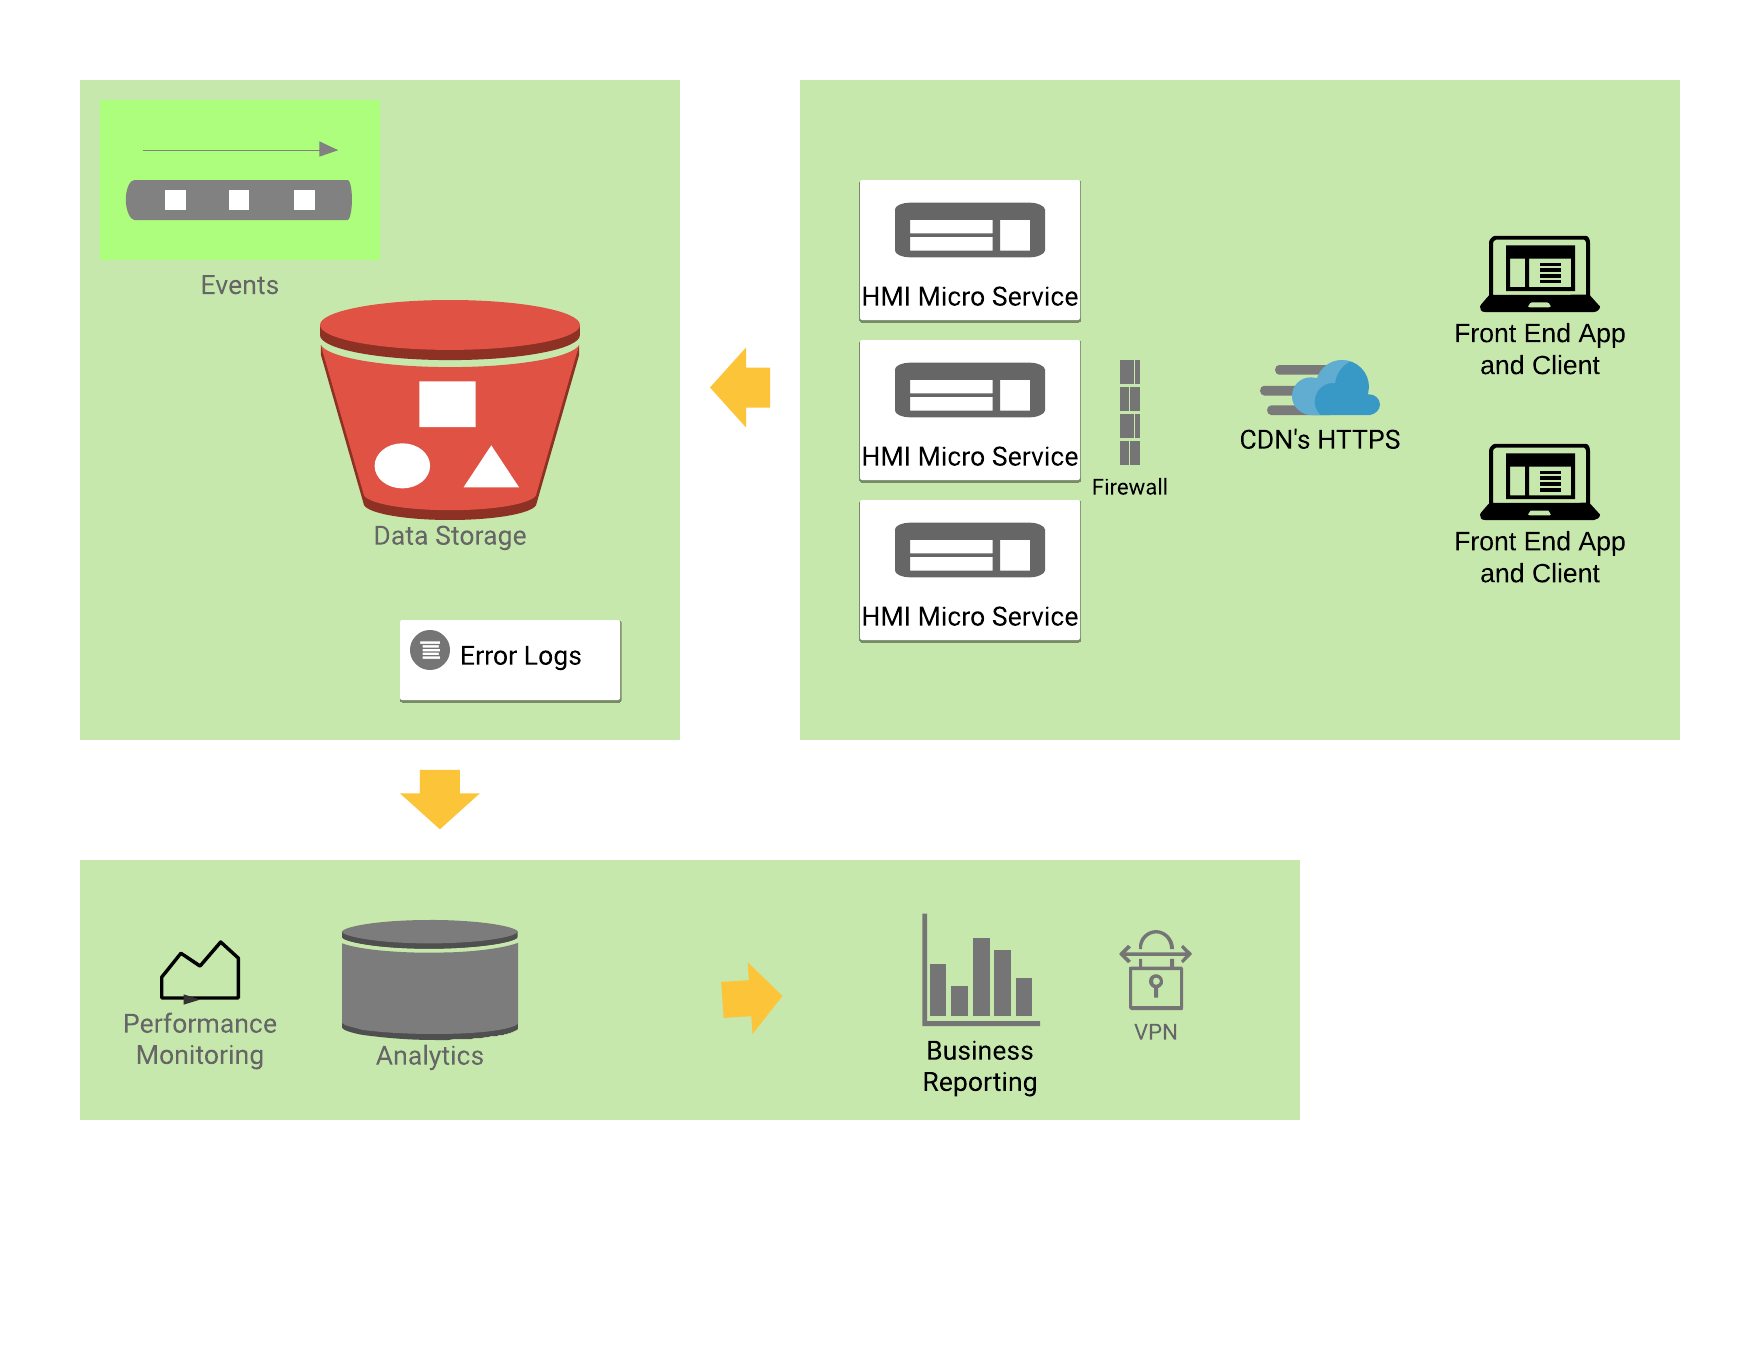 Events
Data Storage
Error Logs
HMI Micro Service
HMI Micro Service
HMI Micro Service
Firewall
CDN's HTTPS
Front End App
and Client
Front End App
and Client
Performance
Monitoring
Analytics
Business
Reporting
VPN